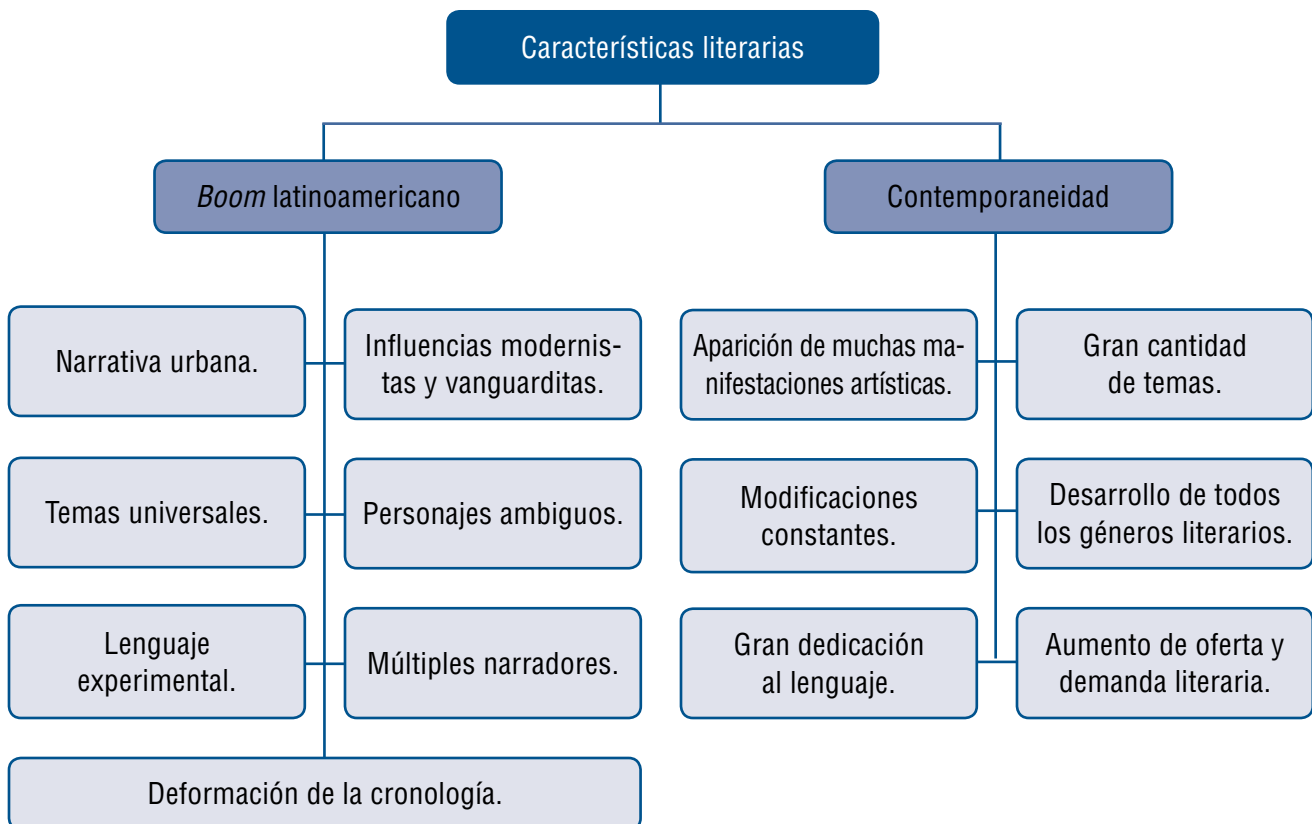 Características literarias
Boom latinoamericano
Contemporaneidad
Narrativa urbana.
Influencias modernis-
tas y vanguarditas.
Aparición de muchas ma-
nifestaciones artísticas.
Gran cantidad
de temas.
Temas universales.
Personajes ambiguos.
Modificaciones
constantes.
Desarrollo de todos
los géneros literarios.
Lenguaje
experimental.
Múltiples narradores.
Gran dedicación
al lenguaje.
Aumento de oferta y
demanda literaria.
Deformación de la cronología.